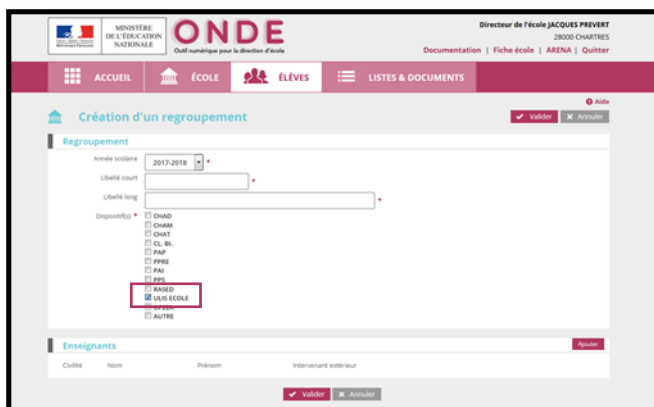 MINISTÈRE
DE L'ÉDUCATION
NATIONALE
ONDE
Outil numérique pour la direction d'école
Directeur de l'école JACQUES PREVERT
28000 CHARTRES
Documentation | Fiche école | ARENA | Quitter
ACCUEIL ÉCOLE ÉLÈVES LISTES & DOCUMENTS
Aide
Création d'un regroupement
Valider Annuler
Regroupement
Année scolaire 2017-2018 *
Libellé court *
Libellé long *
Dispositif(s) * CHAD
CHAM
CHAT
CL. BI.
PAP
PPRE
PAI
PPS
RASED
ULIS ECOLE
AUTRE
Enseignants Ajouter
Civilité Nom Prénom Intervenant extérieur
Valider Annuler